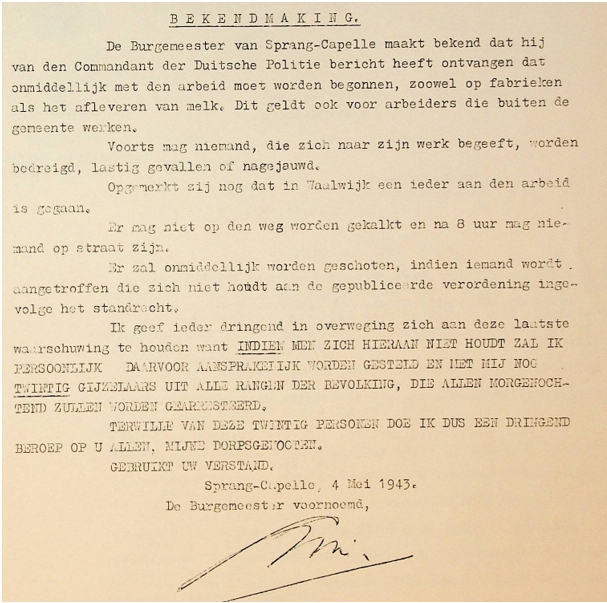 BEKENDMAKING.
De Burgemeester van Sprang-Capelle maakt bekend dat hij
van den Commandant der Duitsche Politie bericht heeft ontvangen dat
onmiddellijk met den arbeid moet worden begonnen, zoowel op fabrieken
als het afleveren van melk. Dit geldt ook voor arbeiders die buiten de
gemeente werken.
Voorts mag niemand, die zich naar zijn werk begeeft, worden
bedreigd, lastig gevallen of nagejauwd.
Opgemerkt zij nog dat in Waalwijk een ieder aan den arbeid
is gegaan.
Er mag niet op den weg worden gekalkt en na 8 uur mag nie-
mand op straat zijn.
Er zal onmiddellijk worden geschoten, indien iemand wordt
aangetroffen die zich niet houdt aan de gepubliceerde verordening inge-
volge het standrecht.
Ik geef ieder dringend in overweging zich aan deze laatste
waarschuwing te houden want INDIEN MEN ZICH HIERAAN NIET HOUDT ZAL IK
PERSOONLIJK DAARVOOR AANSPRAKELIJK WORDEN GESTELD EN MET MIJ NOG
TWINTIG GIJZELAARS UIT ALLE RANGEN DER BEVOLKING, DIE ALLEN MORGENOCH-
TEND ZULLEN WORDEN GEARRESTEERD.
TERWILLE VAN DEZE TWINTIG PERSONEN DOE IK DUS EEN DRINGEND
BEROEP OP U ALLEN, MIJNE DORPSGENOOTEN.
GEBRUIKT UW VERSTAND.
Sprang-Capelle, 4 Mei 1943.
De Burgemeester voornoemd,